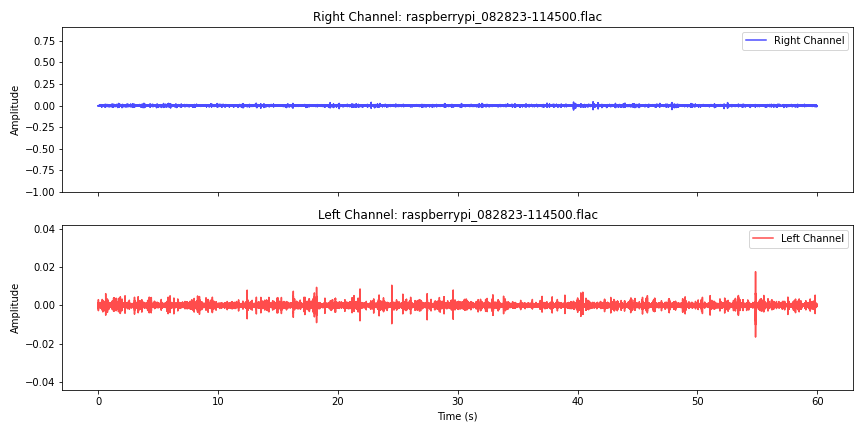 Right Channel: raspberrypi_082823-114500.flac
Right Channel
0.75
0.50
0.25
0.00
−0.25
−0.50
−0.75
−1.00
Amplitude
Left Channel: raspberrypi_082823-114500.flac
Left Channel
0.04
0.02
0.00
−0.02
−0.04
Amplitude
0 10 20 30 40 50 60
Time (s)